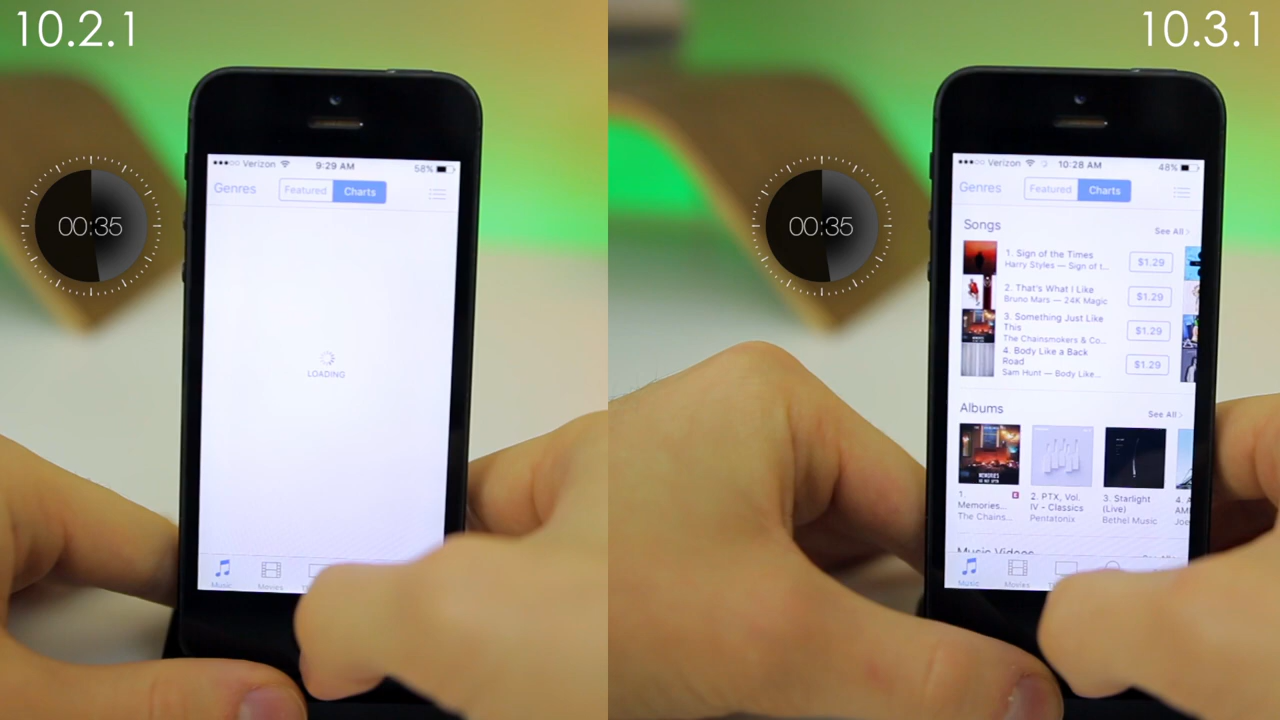 10.2.1
Verizon 9:29 AM 58%
Genres Featured Charts
00:35
LOADING
Music Movies
10.3.1
Verizon 10:28 AM 48%
Genres Featured Charts
00:35
Songs See All
1. Sign of the Times
Harry Styles — Sign of t...
$1.29
2. That's What I Like
Bruno Mars — 24K Magic
$1.29
3. Something Just Like
This
The Chainsmokers & Co...
$1.29
4. Body Like a Back
Road
Sam Hunt — Body Like...
$1.29
Albums See All
1.
Memories...
E
The Chains...
2. PTX, Vol.
IV - Classics
Pentatonix
3. Starlight
(Live)
Bethel Music
4. A
AM
Joe
Music Videos
Music Movies